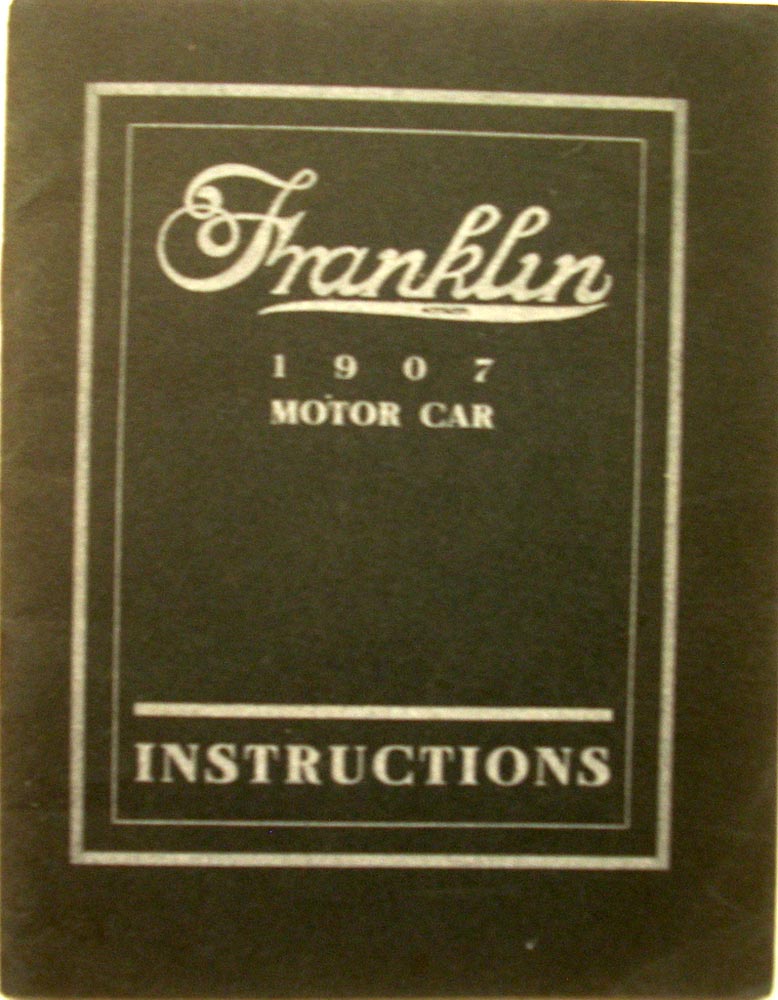 Franklin
1907
MOTOR CAR
INSTRUCTIONS